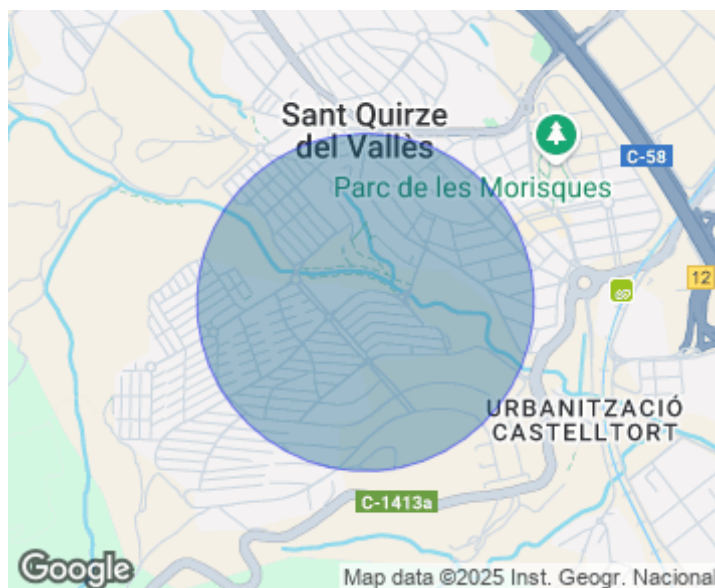 Sant Quirze
del Vallès
Parc de les Morisques
C-58
12
URBANITZACIÓ
CASTELLTORT
C-1413a
Google
Map data ©2025 Inst. Geogr. Nacional